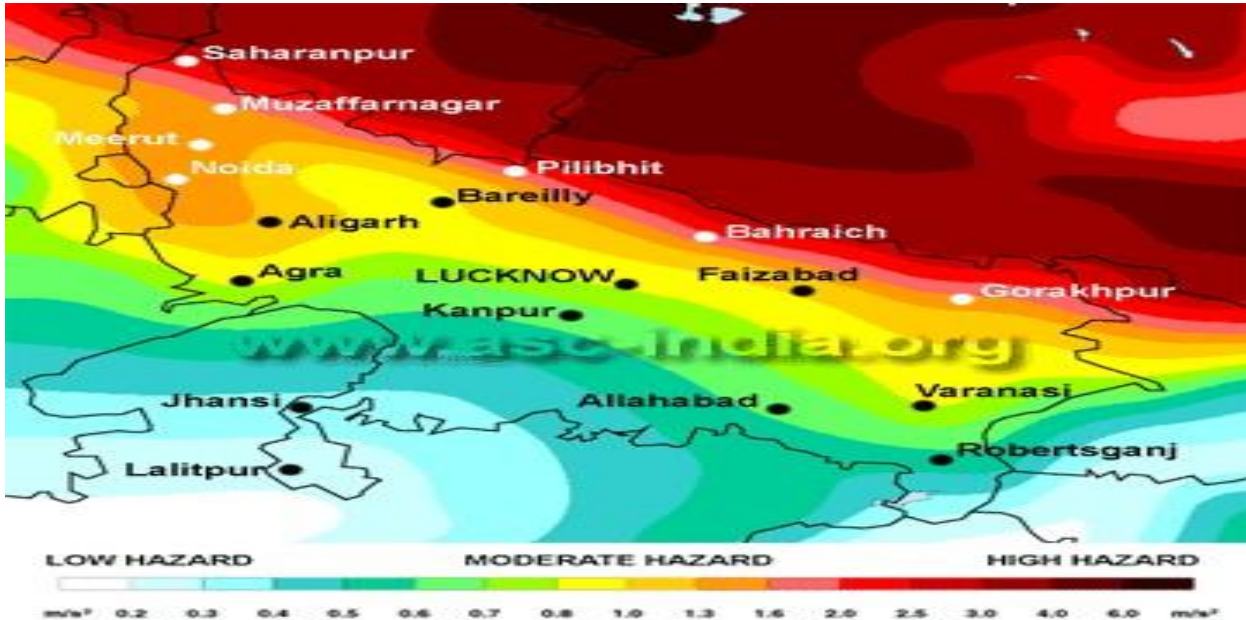 Saharanpur
Muzaffarnagar
Meerut
Noida
Pilibhit
Bareilly
Aligarh
Bahraich
Agra
LUCKNOW
Faizabad
Gorakhpur
Kanpur
www.asc-india.org
Jhansi
Allahabad
Varanasi
Lalitpur
Robertsganj
LOW HAZARD MODERATE HAZARD HIGH HAZARD
m/s² 0.2 0.3 0.4 0.5 0.6 0.7 0.8 1.0 1.3 1.6 2.0 2.5 3.0 4.0 6.0 m/s²